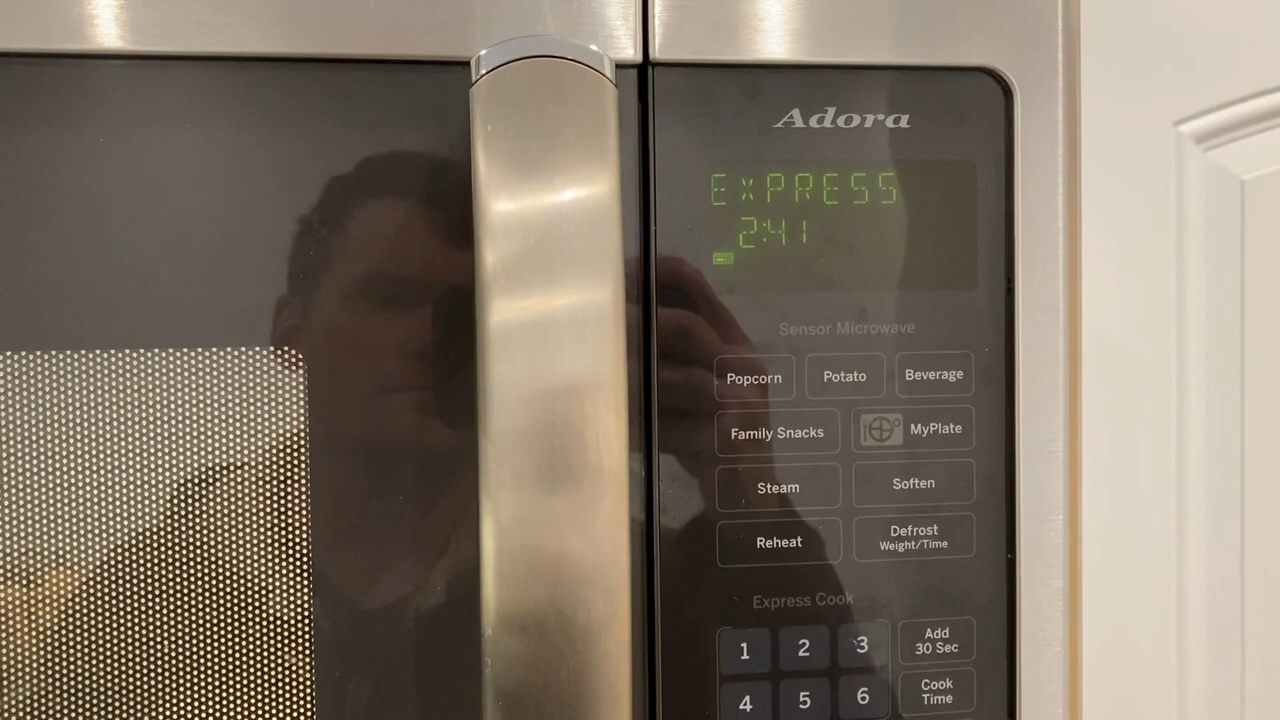 Adora
EXPRESS
2:41
Sensor Microwave
Popcorn
Potato
Beverage
Family Snacks
MyPlate
Steam
Soften
Reheat
Defrost
Weight/Time
Express Cook
1
2
3
Add
30 Sec
4
5
6
Cook
Time